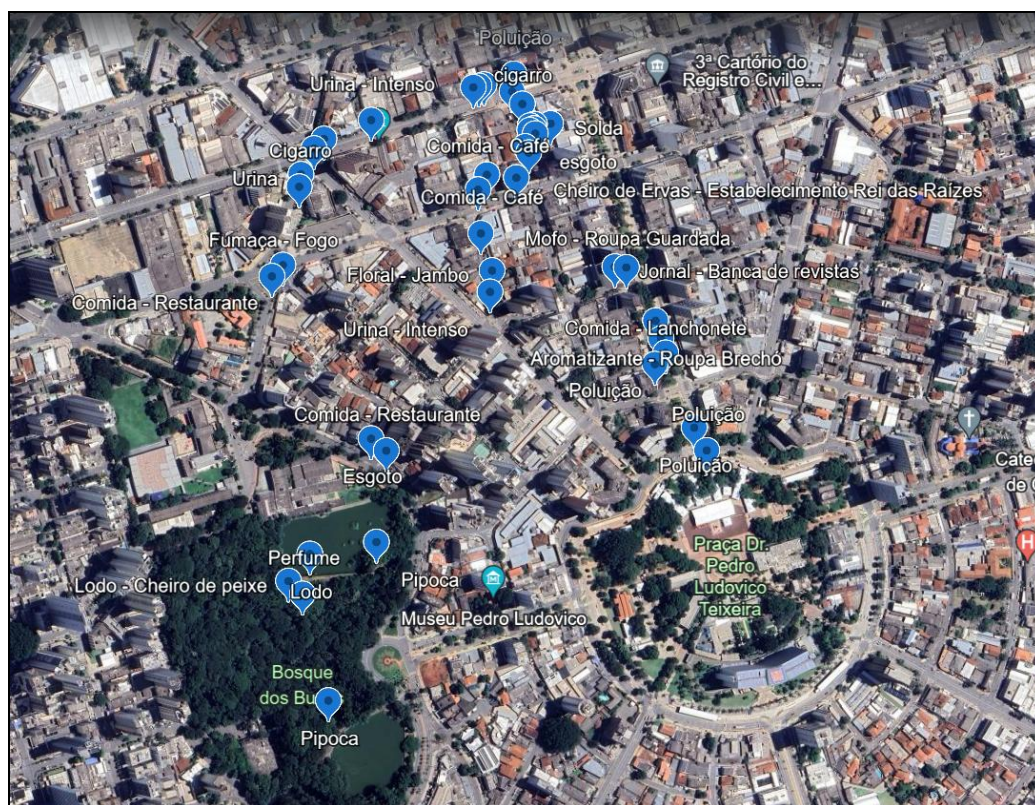 Poluição
cigarro
3ª Cartório do
Registro Civil e...
Urina - Intenso
Solda
Cigarro
Comida - Café
esgoto
Urina
Comida - Café
Cheiro de Ervas - Estabelecimento Rei das Raízes
Fumaça - Fogo
Mofo - Roupa Guardada
Floral - Jambo
Jornal - Banca de revistas
Comida - Restaurante
Urina - Intenso
Comida - Lanchonete
Aromatizante - Roupa Brechó
Poluição
Comida - Restaurante
Poluição
Esgoto
Poluição
Cate
de G
H
Perfume
Praça Dr.
Pedro
Ludovico
Teixeira
Lodo - Cheiro de peixe
Lodo
Pipoca
Museu Pedro Ludovico
Bosque
dos Bu
Pipoca